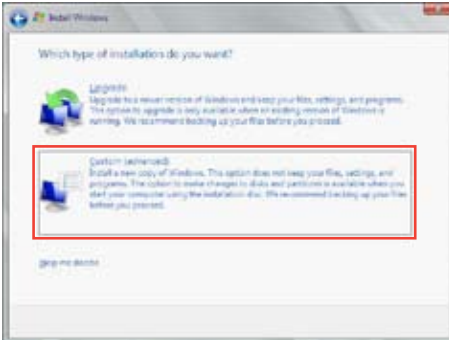 Install Windows
Which type of installation do you want?
Upgrade
Upgrade to a newer version of Windows and keep your files, settings, and programs.
The option to upgrade is only available when an existing version of Windows is
running. We recommend backing up your files before you proceed.
Custom (advanced)
Install a new copy of Windows. This option does not keep your files, settings, and
programs. The option to make changes to disks and partitions is available when you
start your computer using the installation disc. We recommend backing up your files
before you proceed.
Help me decide